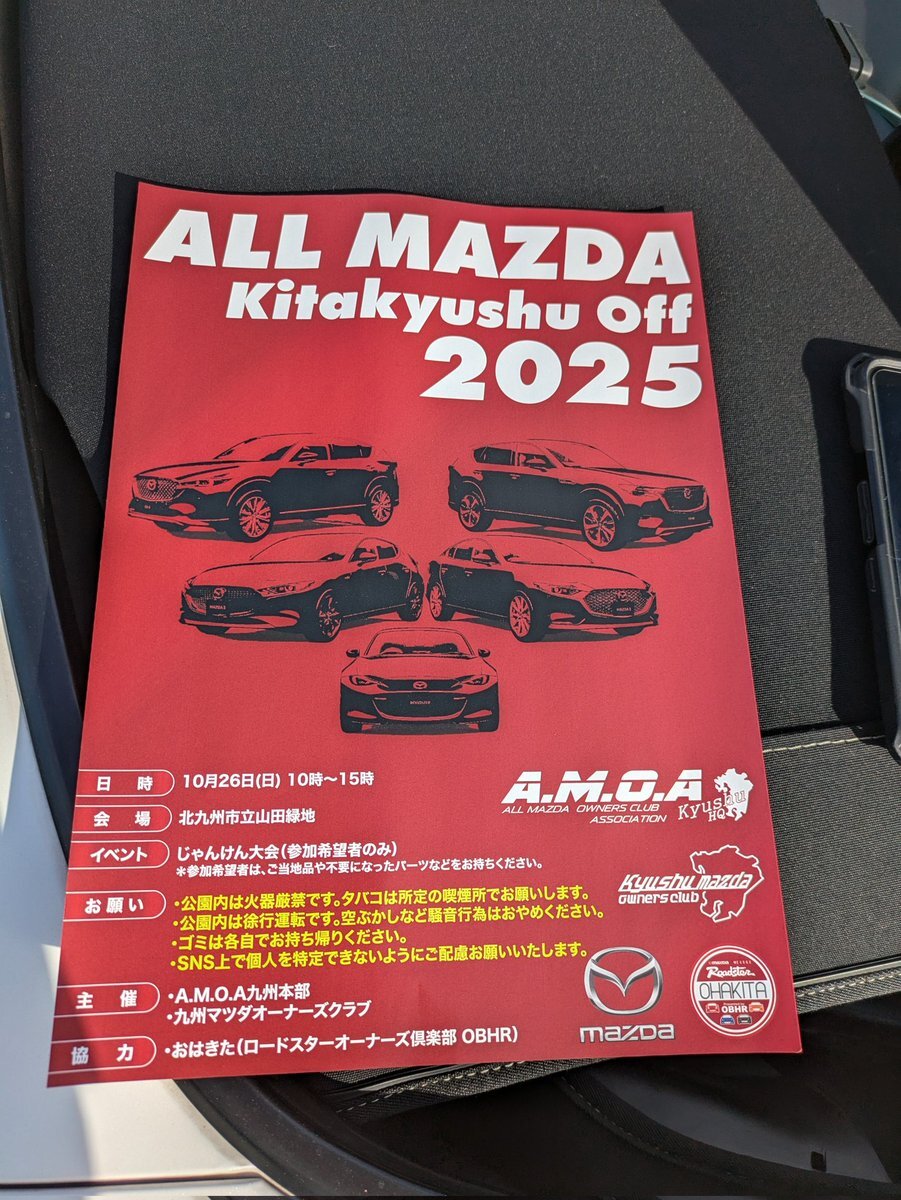 ALL MAZDA
Kitakyushu Off
2025
日 時 10月26日(日) 10時〜15時
会 場 北九州市立山田緑地
イベント じゃんけん大会(参加希望者のみ)
＊参加希望者は、ご当地品や不要になったパーツなどをお持ちください。
お願い ・公園内は火器厳禁です。タバコは所定の喫煙所でお願いします。
・公園内は徐行運転です。空ぶかしなど騒音行為はおやめください。
・ゴミは各自でお持ち帰りください。
・SNS上で個人を特定できないようにご配慮お願いいたします。
主 催 ・A.M.O.A九州本部
・九州マツダオーナーズクラブ
協 力 ・おはきた(ロードスターオーナーズ倶楽部 OBHR)
A.M.O.A
ALL MAZDA OWNERS CLUB
ASSOCIATION
Kyushu
HQS
Kyushu mazda
owners club
mazda
Roadster
OHAKITA
OBHR